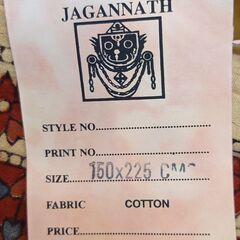 JAGANNATH
STYLE NO.
PRINT NO.
SIZE 150x225 CMS
FABRIC COTTON
PRICE